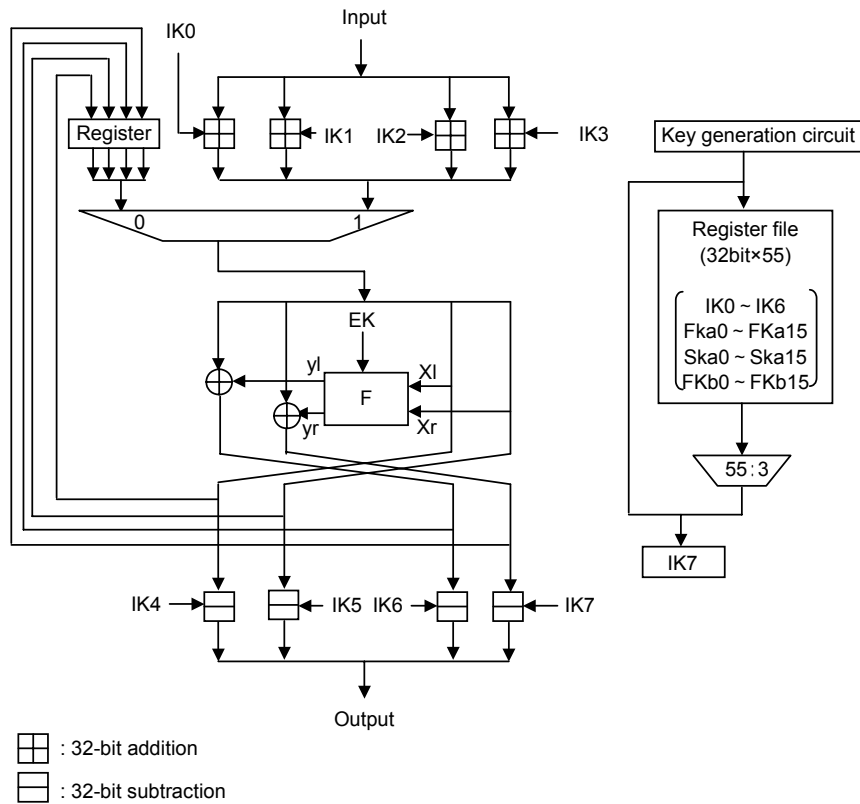 Input
IK0
Register
IK1
IK2
IK3
0
1
EK
yl
Xl
F
yr
Xr
IK4
IK5
IK6
IK7
Output
: 32-bit addition
: 32-bit subtraction
Key generation circuit
Register file
(32bit×55)
IK0 ~ IK6
Fka0 ~ FKa15
Ska0 ~ Ska15
FKb0 ~ FKb15
55:3
IK7